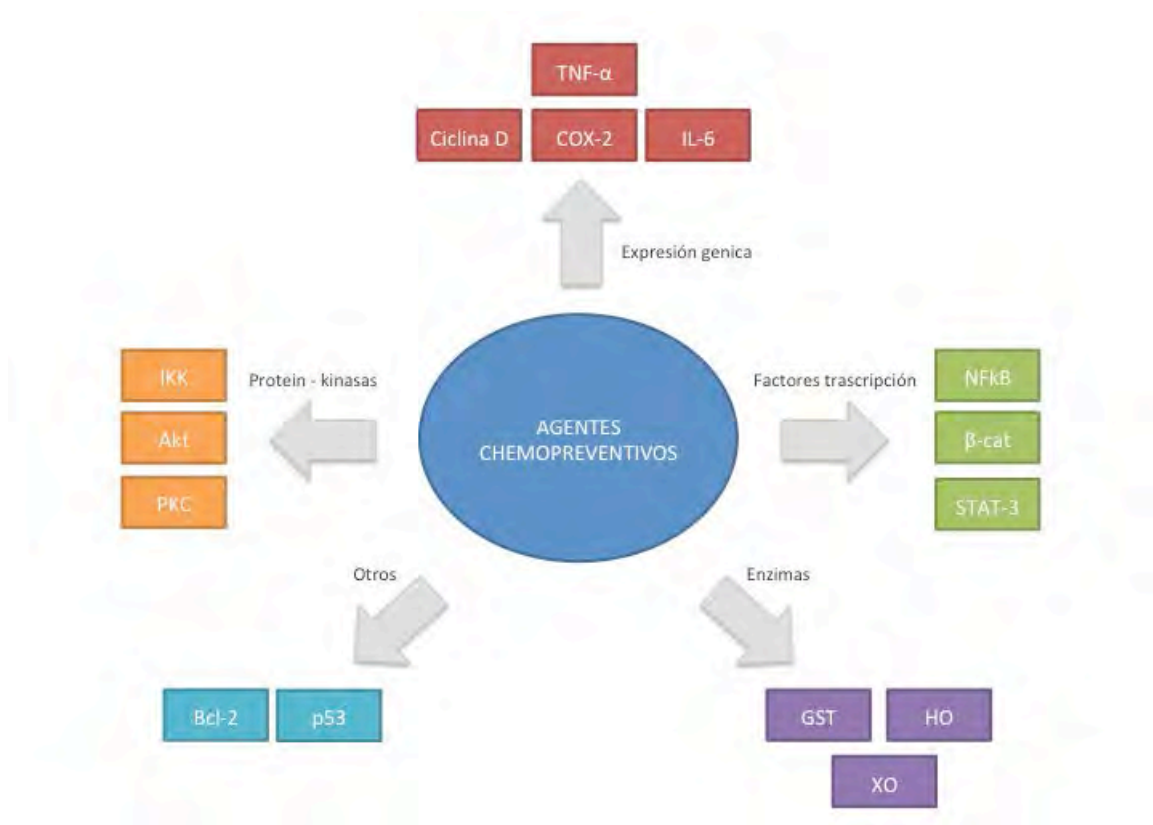 TNF-α
Ciclina D COX-2 IL-6
Expresión genica
IKK
Protein - kinasas
Akt
PKC
AGENTES
CHEMOPREVENTIVOS
Factores trascripción
NFkB
β-cat
STAT-3
Otros
Bcl-2 p53
Enzimas
GST HO
XO